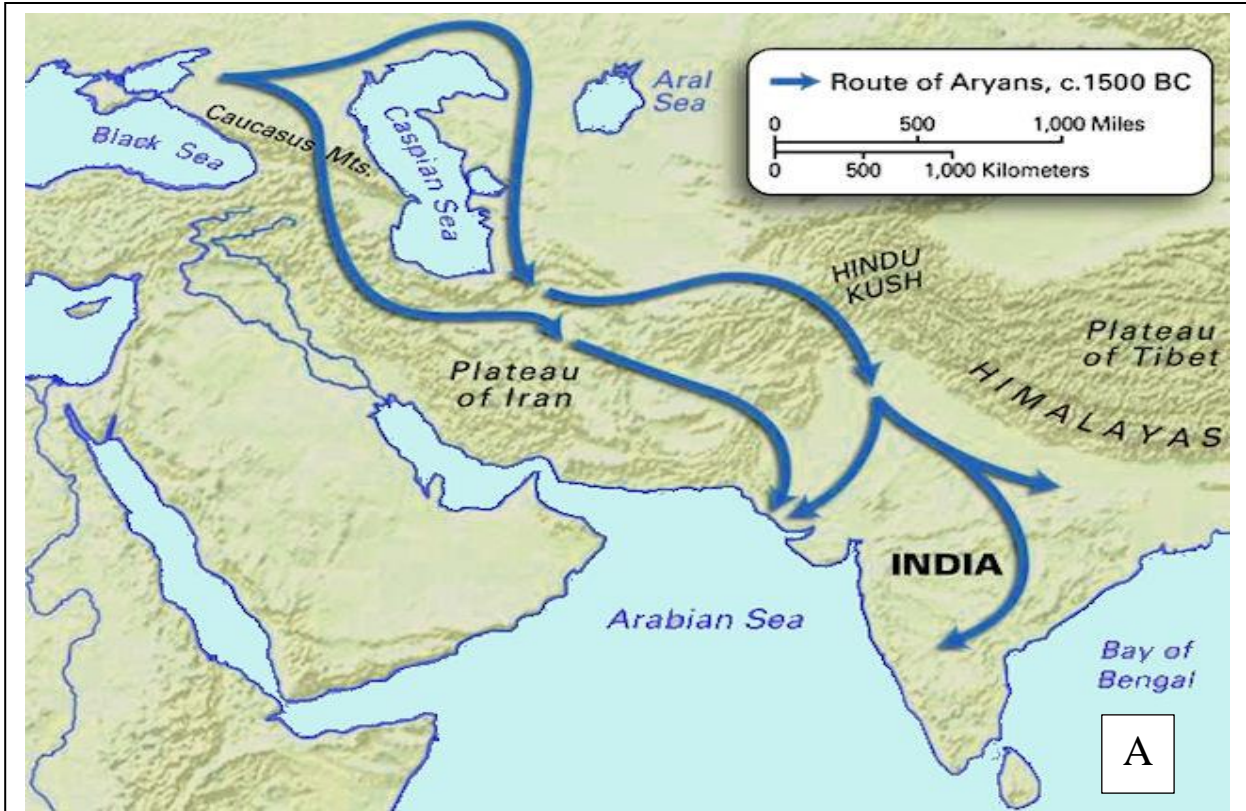 Route of Aryans, c.1500 BC
0 500 1,000 Miles
0 500 1,000 Kilometers
Aral
Sea
Black Sea
Caucasus Mts.
Caspian Sea
HINDU
KUSH
Plateau
of Tibet
HIMALAYAS
Plateau
of Iran
INDIA
Arabian Sea
Bay of
Bengal
A